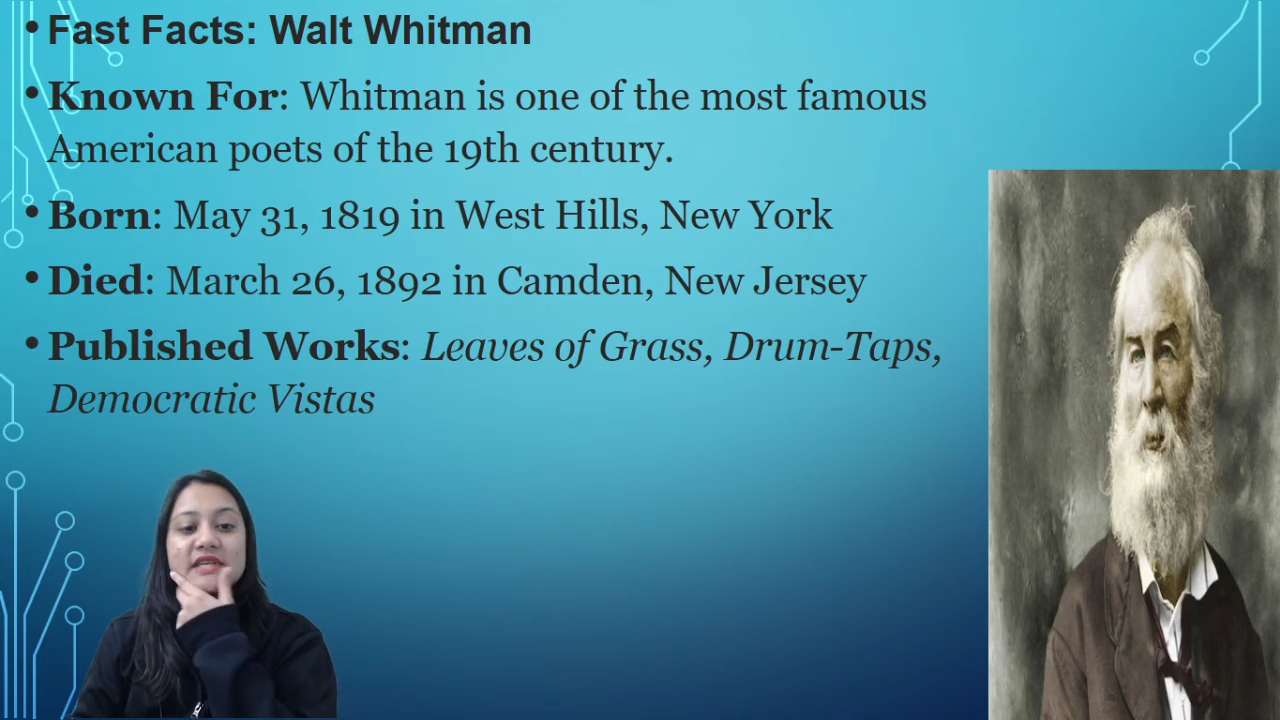 • Fast Facts: Walt Whitman
• Known For: Whitman is one of the most famous
American poets of the 19th century.
• Born: May 31, 1819 in West Hills, New York
• Died: March 26, 1892 in Camden, New Jersey
• Published Works: Leaves of Grass, Drum-Taps,
Democratic Vistas